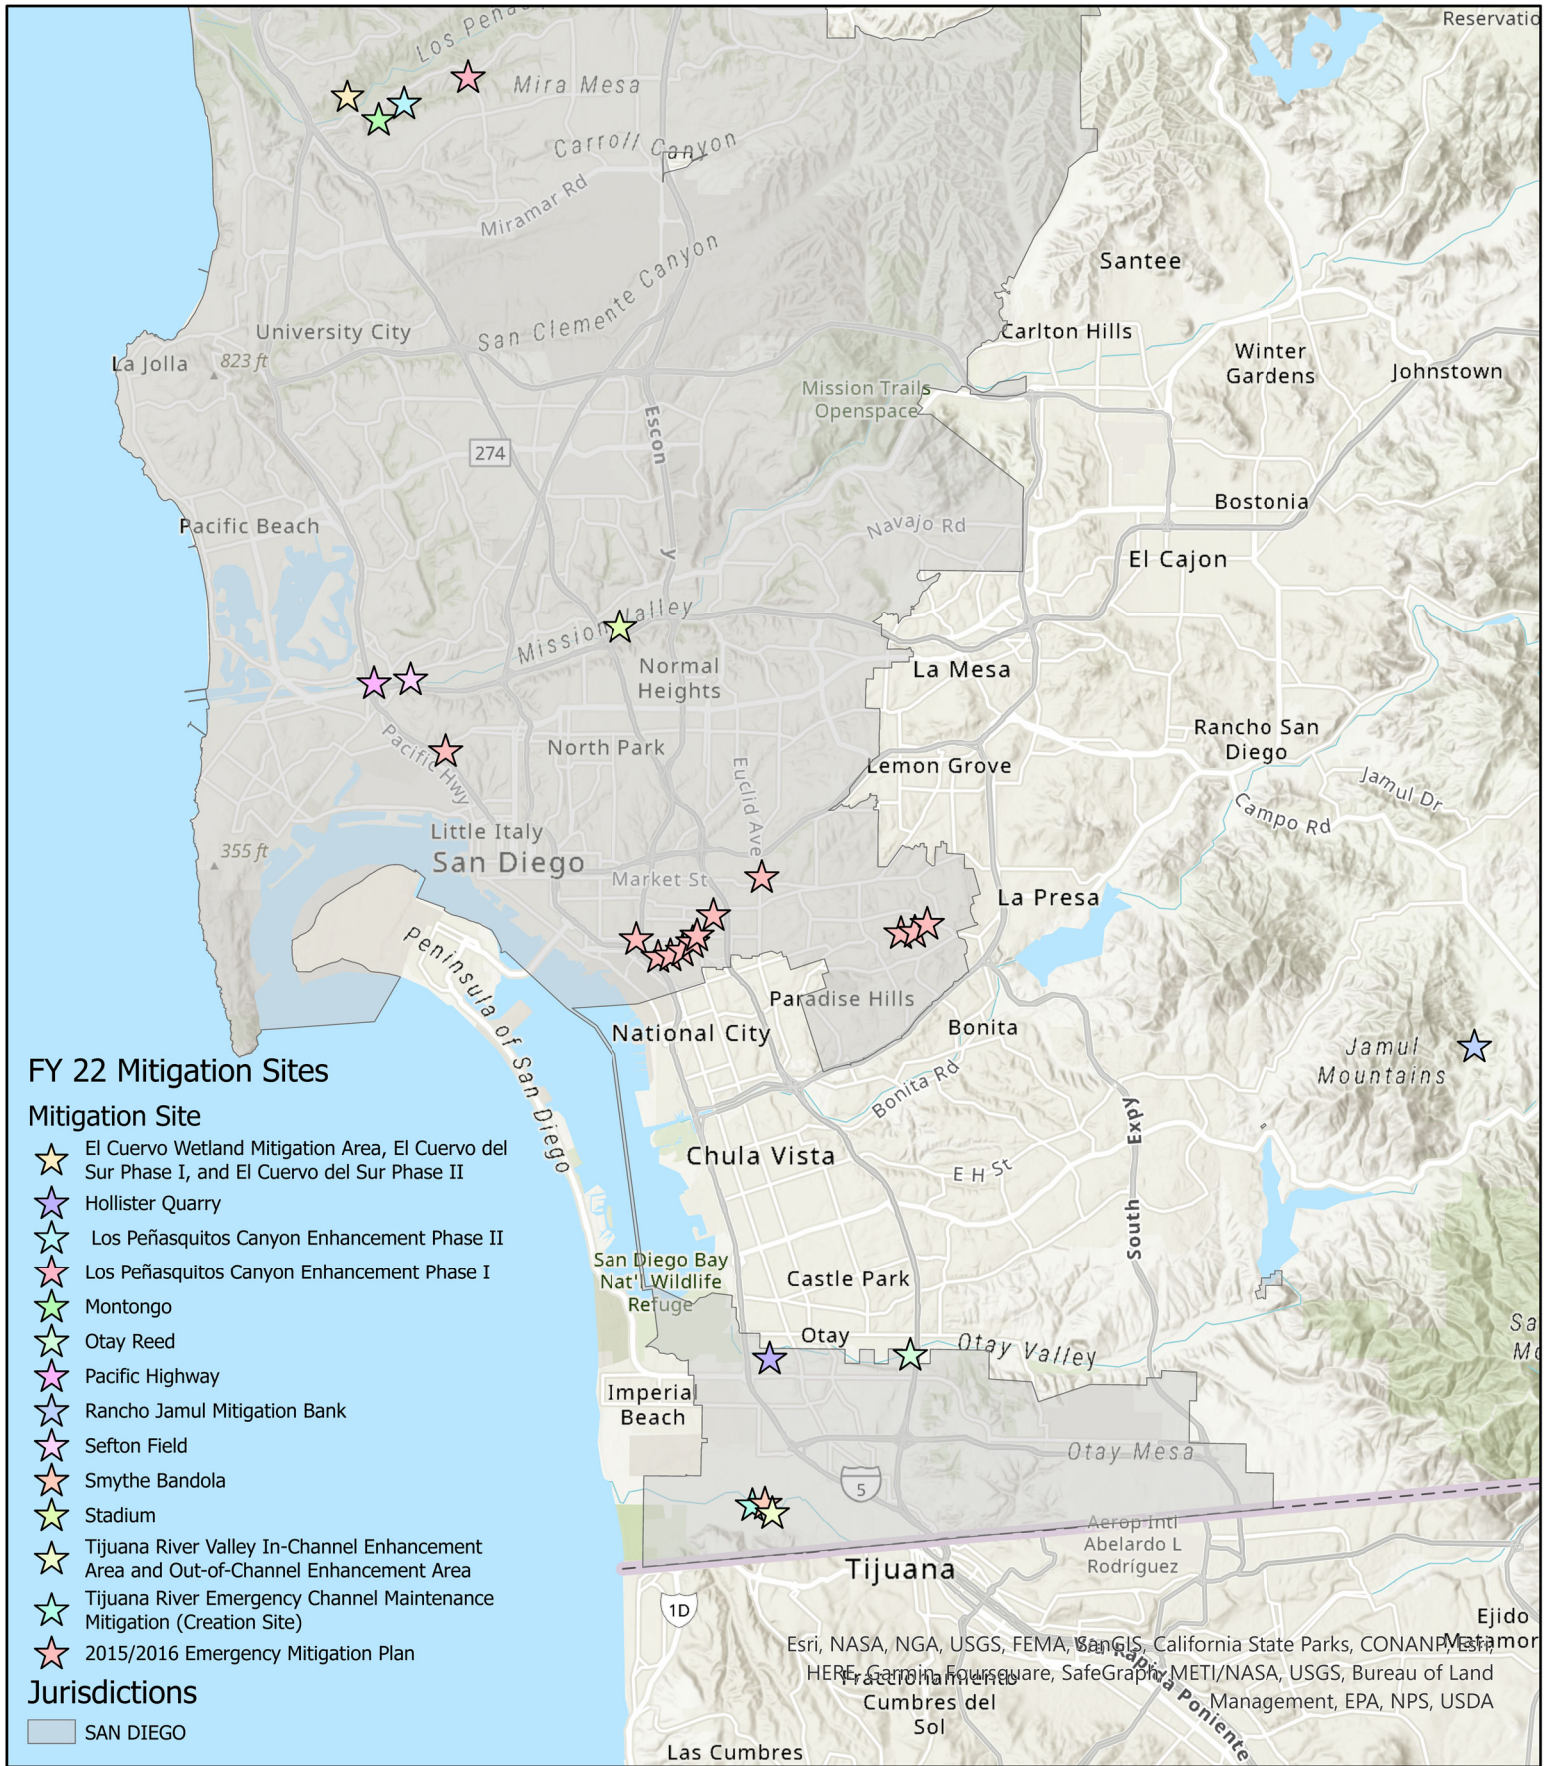 Reservatio
Los Peñas
Mira Mesa
Carroll Canyon
Miramar Rd
San Clemente Canyon
Santee
University City
Carlton Hills
La Jolla
823 ft
Winter
Gardens
Johnstown
Mission Trails
Openspace
Escon
y
274
Bostonia
Pacific Beach
Navajo Rd
El Cajon
Mission Valley
Normal
Heights
La Mesa
Rancho San
Diego
Pacific Hwy
North Park
Euclid Ave
Lemon Grove
Jamul Dr
Campo Rd
Little Italy
San Diego
355 ft
Market St
La Presa
Peninsula of San Diego
Paradise Hills
National City
Bonita
Jamul
Mountains
Bonita Rd
South Expy
Chula Vista
E H St
San Diego Bay
Nat'l Wildlife
Refuge
Castle Park
Otay
Otay Valley
Sa
Mo
Imperial
Beach
Otay Mesa
5
Aerop Intl
Abelardo L
Rodríguez
Tijuana
1D
Ejido
Matamor
Vía Rápida Poniente
Fraccionamiento
Cumbres del
Sol
Las Cumbres
FY 22 Mitigation Sites
Mitigation Site
El Cuervo Wetland Mitigation Area, El Cuervo del
Sur Phase I, and El Cuervo del Sur Phase II
Hollister Quarry
Los Peñasquitos Canyon Enhancement Phase II
Los Peñasquitos Canyon Enhancement Phase I
Montongo
Otay Reed
Pacific Highway
Rancho Jamul Mitigation Bank
Sefton Field
Smythe Bandola
Stadium
Tijuana River Valley In-Channel Enhancement
Area and Out-of-Channel Enhancement Area
Tijuana River Emergency Channel Maintenance
Mitigation (Creation Site)
2015/2016 Emergency Mitigation Plan
Jurisdictions
SAN DIEGO
Esri, NASA, NGA, USGS, FEMA, SanGIS, California State Parks, CONANP, Esri,
HERE, Garmin, Foursquare, SafeGraph, METI/NASA, USGS, Bureau of Land
Management, EPA, NPS, USDA